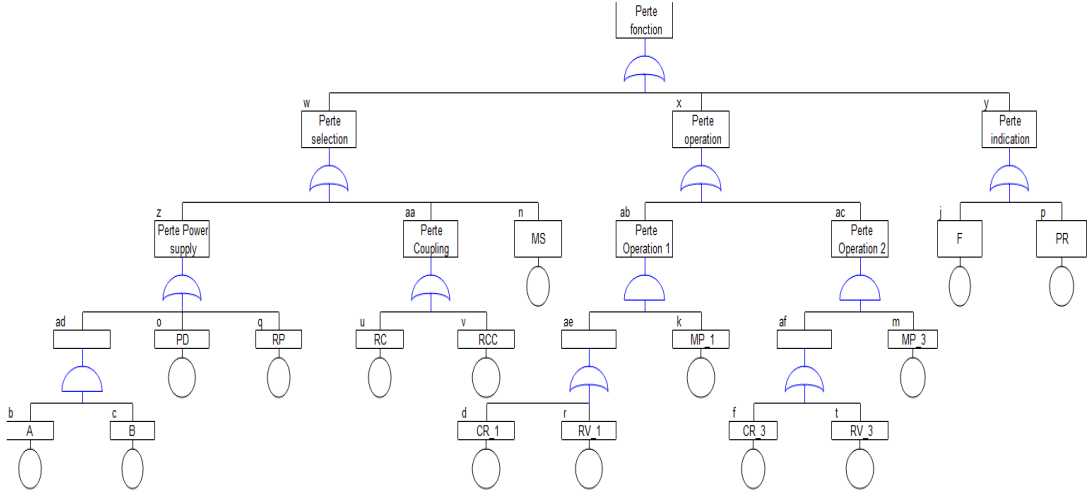 Perte
fonction
w
x
y
Perte
selection
Perte
operation
Perte
indication
z
aa
n
ab
ac
j
p
Perte Power
supply
Perte
Coupling
MS
Perte
Operation 1
Perte
Operation 2
F
PR
ad
o
q
u
v
ae
k
af
m
PD
RP
RC
RCC
MP_1
MP_3
b
c
d
r
f
t
A
B
CR_1
RV_1
CR_3
RV_3